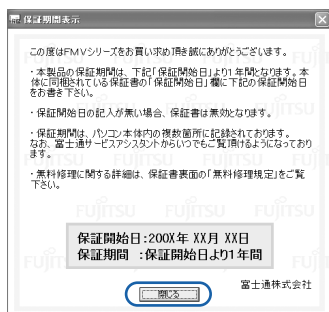 保証期間表示
この度はFMVシリーズをお買い求め頂き誠にありがとうございます。
・本製品の保証期間は、下記「保証開始日」より1年間となります。本
体に同梱されている保証書の「保証開始日」欄に下記の保証開始日
をお書き下さい。
・保証開始日の記入が無い場合、保証書は無効となります。
・保証期間は、パソコン本体内の複数箇所に記録されております。
なお、富士通サービスアシスタントからいつでもご覧頂けるようになっており
ます。
・無料修理に関する詳細は、保証書裏面の「無料修理規定」をご覧
下さい。
FUJITSU FUJITSU FUJITSU
保証開始日:200X年 XX月 XX日
保証期間 :保証開始日より1年間
閉じる
富士通株式会社